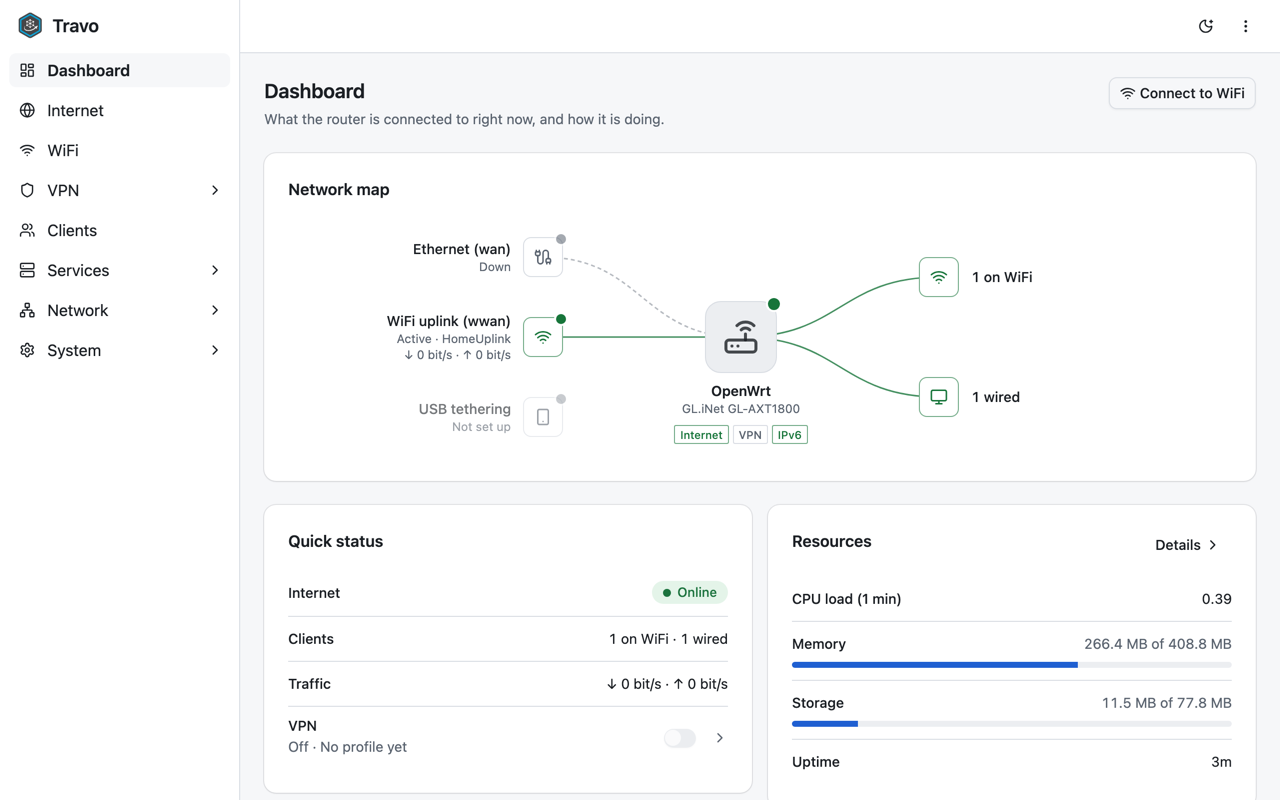 Travo
Dashboard
Internet
WiFi
VPN
Clients
Services
Network
System
Dashboard
What the router is connected to right now, and how it is doing.
Connect to WiFi
Network map
Ethernet (wan)
Down
WiFi uplink (wwan)
Active · HomeUplink
↓ 0 bit/s · ↑ 0 bit/s
USB tethering
Not set up
OpenWrt
GL.iNet GL-AXT1800
Internet VPN IPv6
1 on WiFi
1 wired
Quick status
Internet Online
Clients 1 on WiFi · 1 wired
Traffic ↓ 0 bit/s · ↑ 0 bit/s
VPN
Off · No profile yet
Resources Details
CPU load (1 min) 0.39
Memory 266.4 MB of 408.8 MB
Storage 11.5 MB of 77.8 MB
Uptime 3m